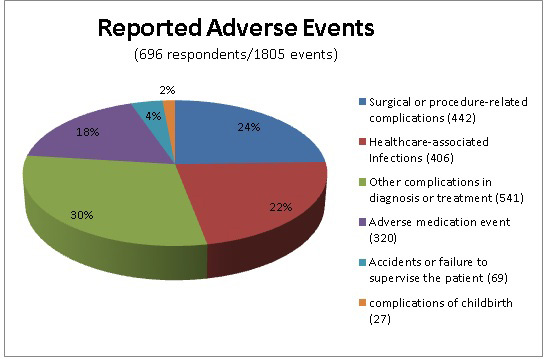 Reported Adverse Events
(696 respondents/1805 events)
2%
4%
24%
18%
22%
30%
Surgical or procedure-related
complications (442)
Healthcare-associated
Infections (406)
Other complications in
diagnosis or treatment (541)
Adverse medication event
(320)
Accidents or failure to
supervise the patient (69)
complications of childbirth
(27)